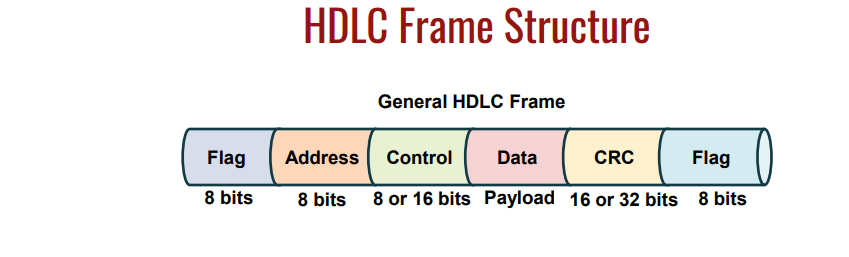 HDLC Frame Structure
General HDLC Frame
Flag Address Control Data CRC Flag
8 bits 8 bits 8 or 16 bits Payload 16 or 32 bits 8 bits